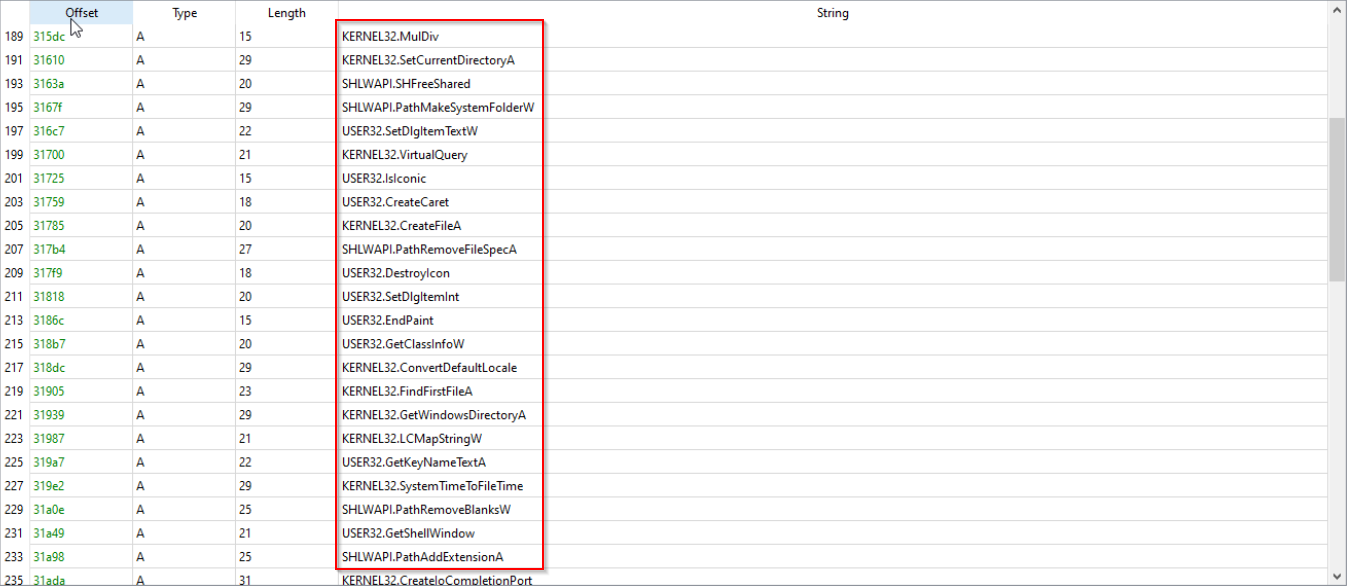 Offset Type Length String
189 315dc A 15 KERNEL32.MulDiv
191 31610 A 29 KERNEL32.SetCurrentDirectoryA
193 3163a A 20 SHLWAPI.SHFreeShared
195 3167f A 29 SHLWAPI.PathMakeSystemFolderW
197 316c7 A 22 USER32.SetDlgItemTextW
199 31700 A 21 KERNEL32.VirtualQuery
201 31725 A 15 USER32.IsIconic
203 31759 A 18 USER32.CreateCaret
205 31785 A 20 KERNEL32.CreateFileA
207 317b4 A 27 SHLWAPI.PathRemoveFileSpecA
209 317f9 A 18 USER32.DestroyIcon
211 31818 A 20 USER32.SetDlgItemInt
213 3186c A 15 USER32.EndPaint
215 318b7 A 20 USER32.GetClassInfoW
217 318dc A 29 KERNEL32.ConvertDefaultLocale
219 31905 A 23 KERNEL32.FindFirstFileA
221 31939 A 29 KERNEL32.GetWindowsDirectoryA
223 31987 A 21 KERNEL32.LCMapStringW
225 319a7 A 22 USER32.GetKeyNameTextA
227 319e2 A 29 KERNEL32.SystemTimeToFileTime
229 31a0e A 25 SHLWAPI.PathRemoveBlanksW
231 31a49 A 21 USER32.GetShellWindow
233 31a98 A 25 SHLWAPI.PathAddExtensionA
235 31ada A 31 KERNEL32.CreateIoCompletionPort